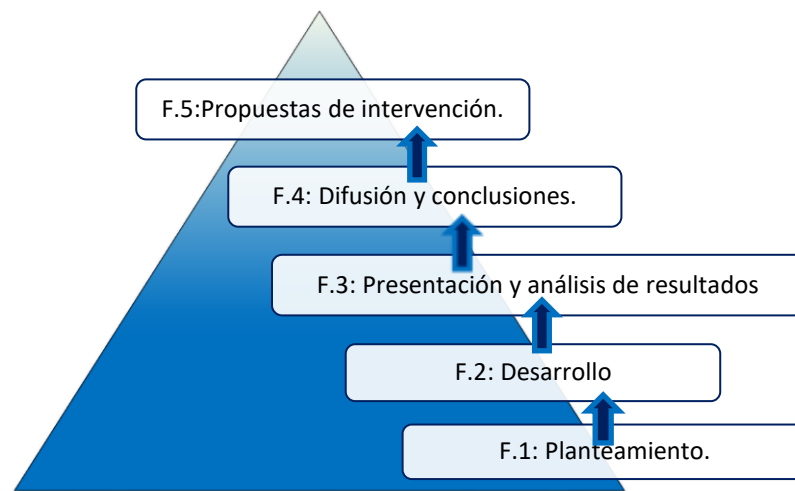 F.5:Propuestas de intervención.
F.4: Difusión y conclusiones.
F.3: Presentación y análisis de resultados
F.2: Desarrollo
F.1: Planteamiento.